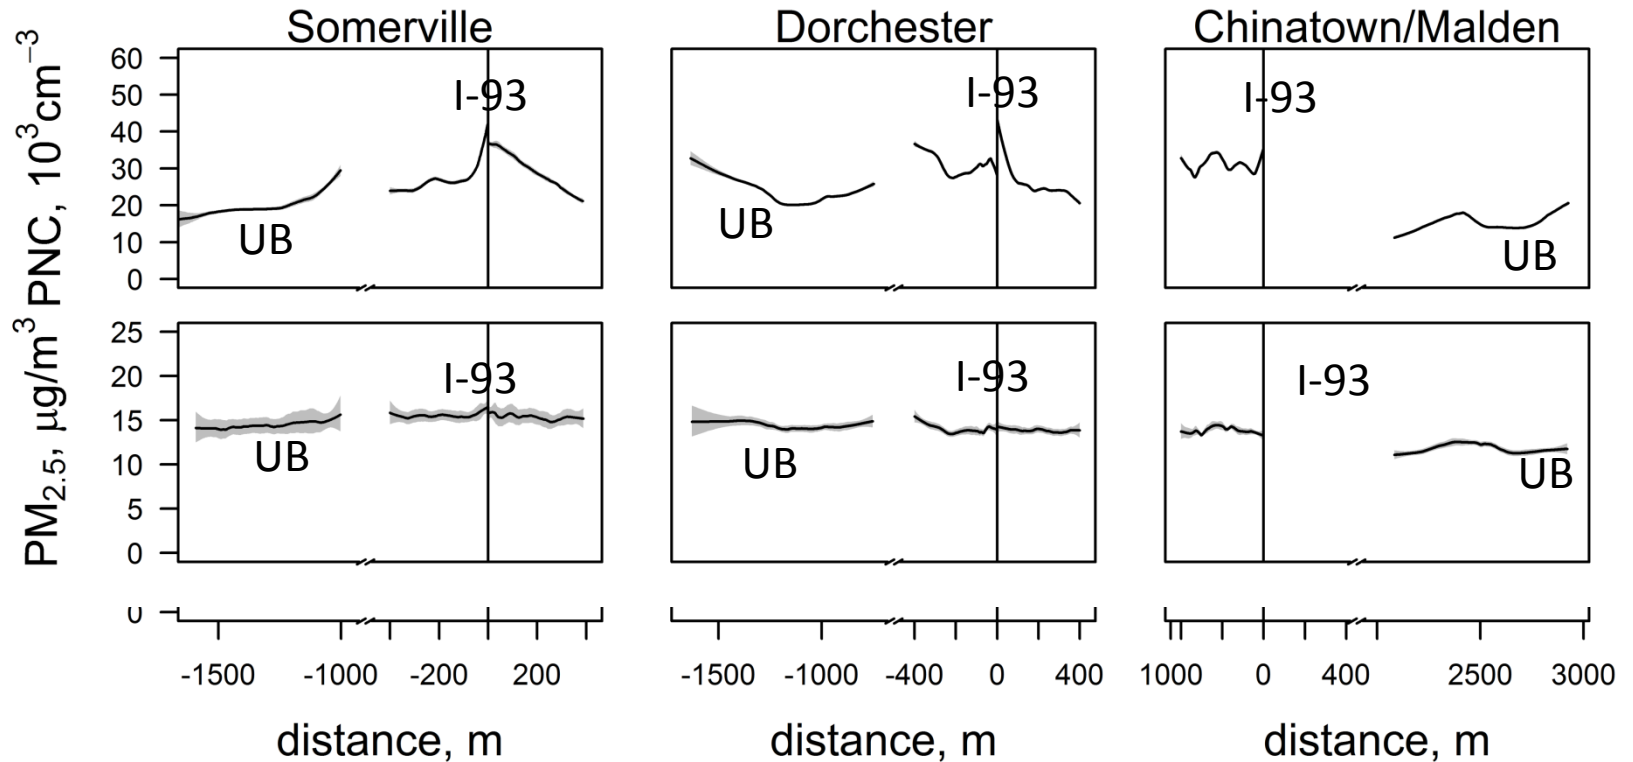 Somerville Dorchester Chinatown/Malden
PNC, 10³cm⁻³
60
50
40
30
20
10
0
I-93
UB
I-93
UB
I-93
UB
PM2.5, µg/m³
25
20
15
10
5
0
I-93
UB
I-93
UB
I-93
UB
0
-1500 -1000 -200 200
-1500 -1000 -400 0 400
1000 0 400 2500 3000
distance, m distance, m distance, m